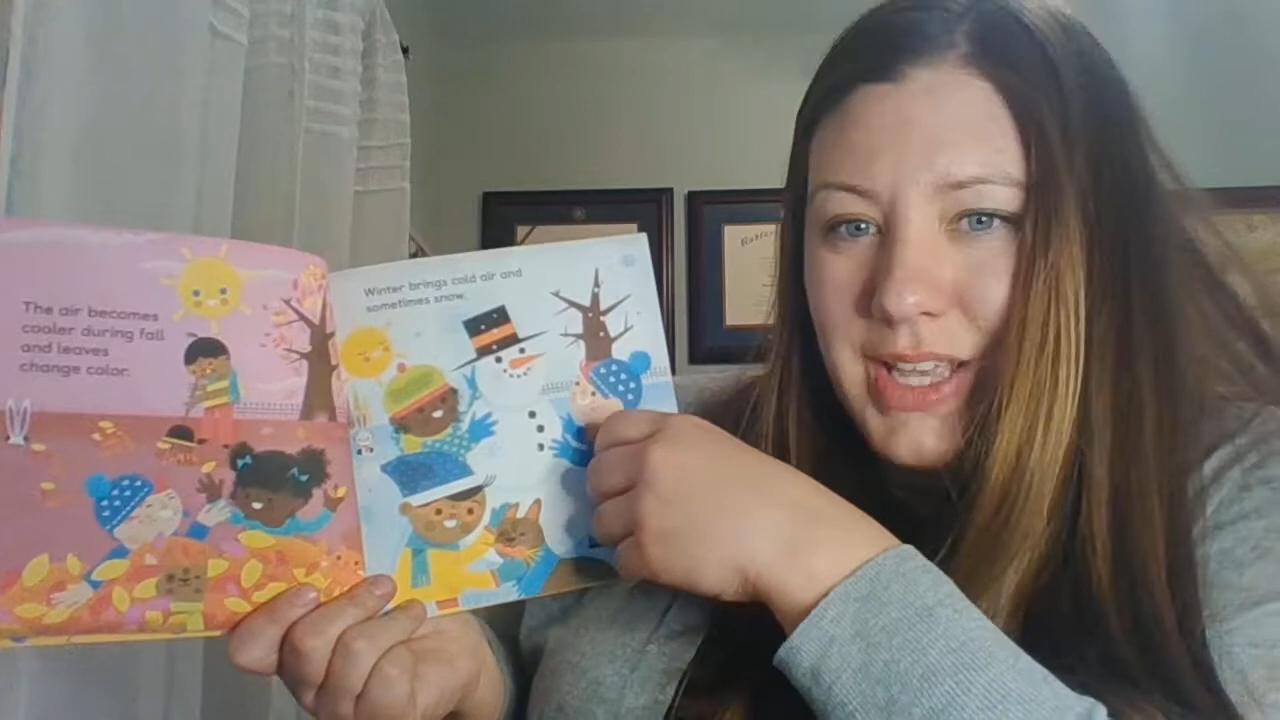 The air becomes
cooler during fall
and leaves
change color.
Winter brings cold air and
sometimes snow.